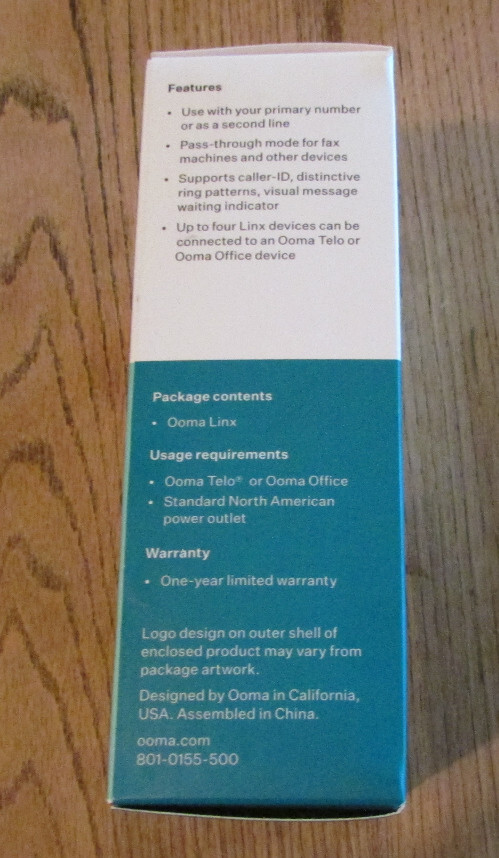 Features
• Use with your primary number
or as a second line
• Pass-through mode for fax
machines and other devices
• Supports caller-ID, distinctive
ring patterns, visual message
waiting indicator
• Up to four Linx devices can be
connected to an Ooma Telo or
Ooma Office device
Package contents
• Ooma Linx
Usage requirements
• Ooma Telo® or Ooma Office
• Standard North American
power outlet
Warranty
• One-year limited warranty
Logo design on outer shell of
enclosed product may vary from
package artwork.
Designed by Ooma in California,
USA. Assembled in China.
ooma.com
801-0155-500